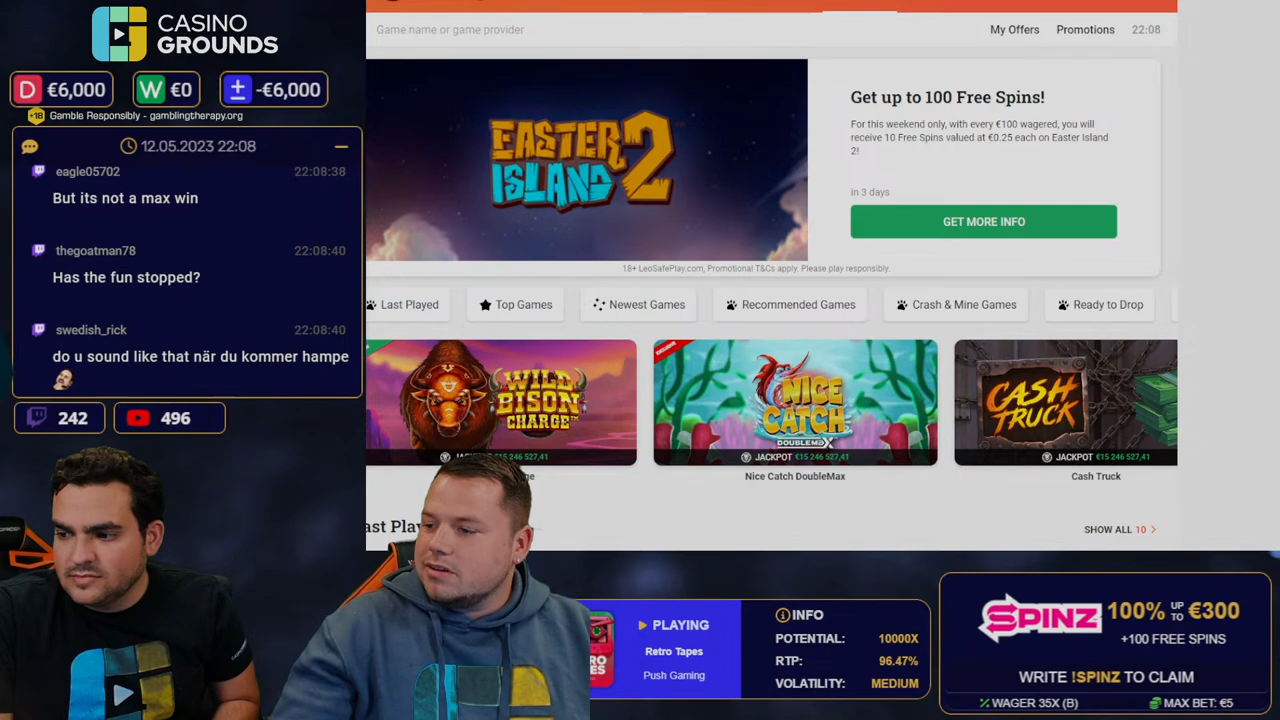 CASINO
GROUNDS
D €6,000
W €0
± -€6,000
+18 Gamble Responsibly - gamblingtherapy.org
12.05.2023 22:08
eagle05702 22:08:38
But its not a max win
thegoatman78 22:08:40
Has the fun stopped?
swedish_rick 22:08:40
do u sound like that när du kommer hampe
242
496
Game name or game provider
My Offers
Promotions
22:08
EASTER
ISLAND 2
Get up to 100 Free Spins!
For this weekend only, with every €100 wagered, you will
receive 10 Free Spins valued at €0.25 each on Easter Island
2!
in 3 days
GET MORE INFO
18+ LeoSafePlay.com, Promotional T&Cs apply. Please play responsibly.
Last Played
Top Games
Newest Games
Recommended Games
Crash & Mine Games
Ready to Drop
WILD
BISON
CHARGE
EXCLUSIVE
NICE
CATCH
DOUBLEMAX
CASH
TRUCK
JACKPOT €15 246 527,41
JACKPOT €15 246 527,41
JACKPOT €15 246 527,41
Nice Catch DoubleMax
Cash Truck
SHOW ALL 10
PLAYING
Retro Tapes
Push Gaming
INFO
POTENTIAL: 10000X
RTP: 96.47%
VOLATILITY: MEDIUM
SPINZ
100% UP TO €300
+100 FREE SPINS
WRITE !SPINZ TO CLAIM
WAGER 35X (B)
MAX BET: €5